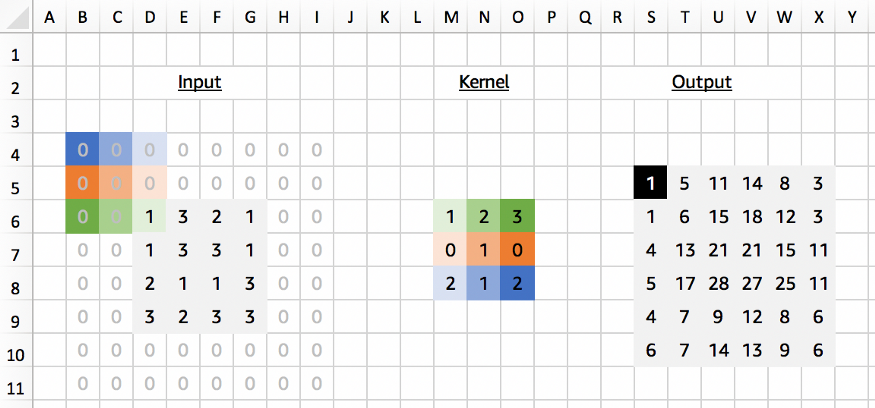 A B C D E F G H I J K L M N O P Q R S T U V W X Y
1
2 Input Kernel Output
3
4 0 0 0 0 0 0 0 0
5 0 0 0 0 0 0 0 0 1 5 11 14 8 3
6 0 0 1 3 2 1 0 0 1 2 3 1 6 15 18 12 3
7 0 0 1 3 3 1 0 0 0 1 0 4 13 21 21 15 11
8 0 0 2 1 1 3 0 0 2 1 2 5 17 28 27 25 11
9 0 0 3 2 3 3 0 0 4 7 9 12 8 6
10 0 0 0 0 0 0 0 0 6 7 14 13 9 6
11 0 0 0 0 0 0 0 0